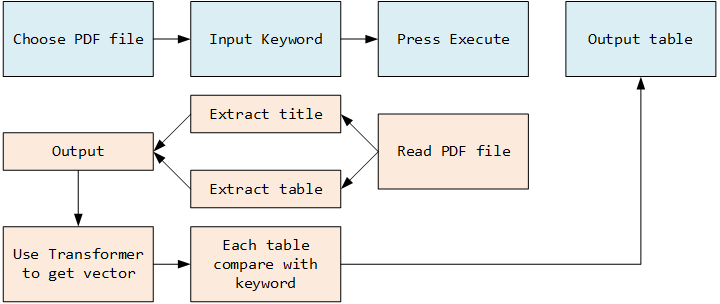 Choose PDF file
Input Keyword
Press Execute
Output table
Extract title
Output
Read PDF file
Extract table
Use Transformer
to get vector
Each table
compare with
keyword